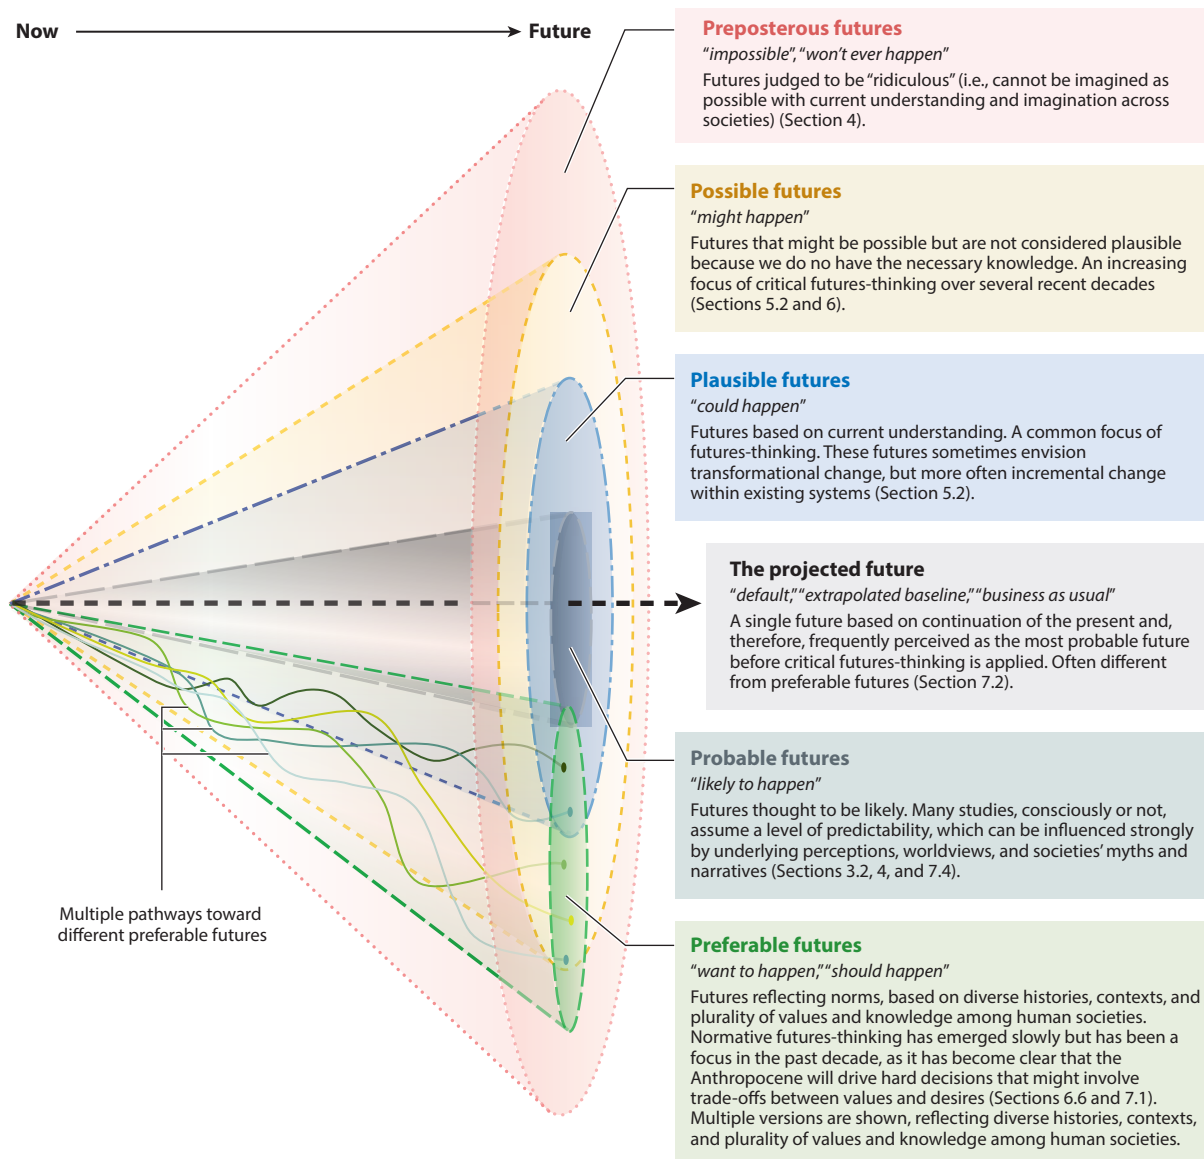 Now
Future
Preposterous futures
“impossible”, “won’t ever happen”
Futures judged to be “ridiculous” (i.e., cannot be imagined as
possible with current understanding and imagination across
societies) (Section 4).
Possible futures
“might happen”
Futures that might be possible but are not considered plausible
because we do no have the necessary knowledge. An increasing
focus of critical futures-thinking over several recent decades
(Sections 5.2 and 6).
Plausible futures
“could happen”
Futures based on current understanding. A common focus of
futures-thinking. These futures sometimes envision
transformational change, but more often incremental change
within existing systems (Section 5.2).
The projected future
“default,” “extrapolated baseline,” “business as usual”
A single future based on continuation of the present and,
therefore, frequently perceived as the most probable future
before critical futures-thinking is applied. Often different
from preferable futures (Section 7.2).
Probable futures
“likely to happen”
Futures thought to be likely. Many studies, consciously or not,
assume a level of predictability, which can be influenced strongly
by underlying perceptions, worldviews, and societies’ myths and
narratives (Sections 3.2, 4, and 7.4).
Multiple pathways toward
different preferable futures
Preferable futures
“want to happen,” “should happen”
Futures reflecting norms, based on diverse histories, contexts, and
plurality of values and knowledge among human societies.
Normative futures-thinking has emerged slowly but has been a
focus in the past decade, as it has become clear that the
Anthropocene will drive hard decisions that might involve
trade-offs between values and desires (Sections 6.6 and 7.1).
Multiple versions are shown, reflecting diverse histories, contexts,
and plurality of values and knowledge among human societies.